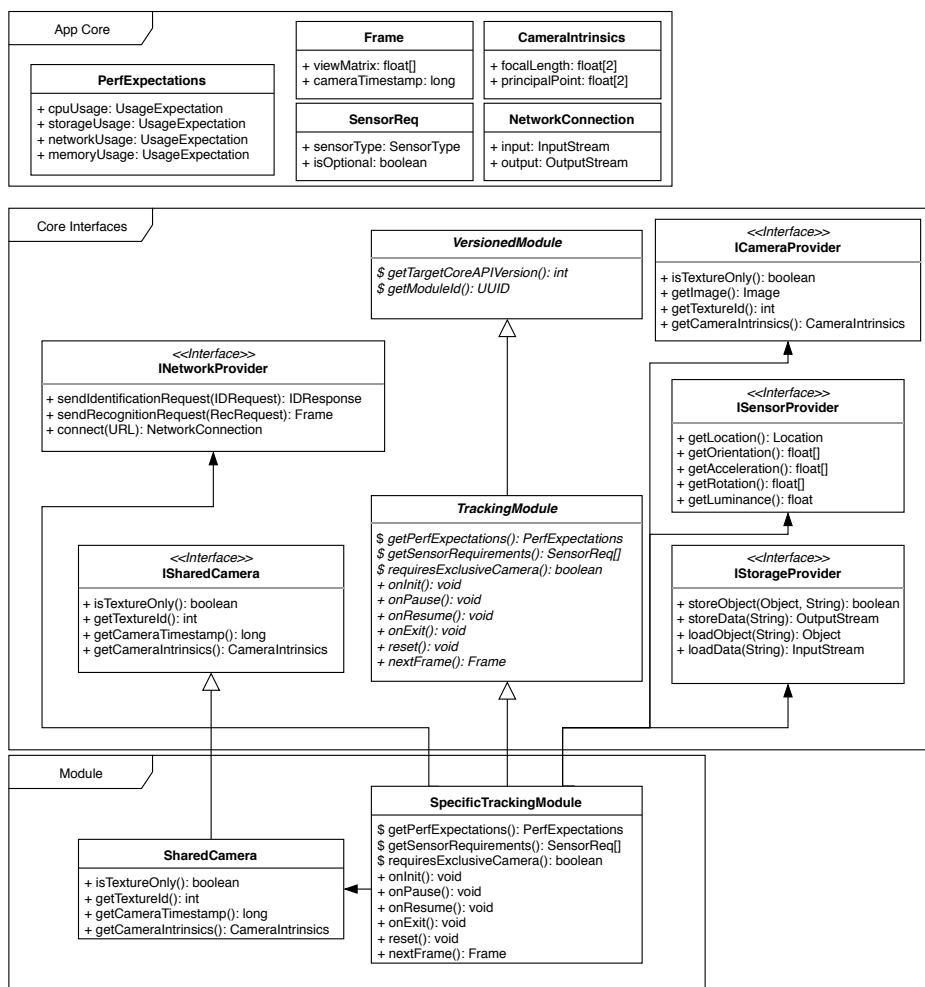 App Core
PerfExpectations
+ cpuUsage: UsageExpectation
+ storageUsage: UsageExpectation
+ networkUsage: UsageExpectation
+ memoryUsage: UsageExpectation
Frame
+ viewMatrix: float[]
+ cameraTimestamp: long
CameraIntrinsics
+ focalLength: float[2]
+ principalPoint: float[2]
SensorReq
+ sensorType: SensorType
+ isOptional: boolean
NetworkConnection
+ input: InputStream
+ output: OutputStream
Core Interfaces
VersionedModule
$ getTargetCoreAPIVersion(): int
$ getModuleId(): UUID
<<Interface>>
ICameraProvider
+ isTextureOnly(): boolean
+ getImage(): Image
+ getTextureId(): int
+ getCameraIntrinsics(): CameraIntrinsics
<<Interface>>
INetworkProvider
+ sendIdentificationRequest(IDRequest): IDResponse
+ sendRecognitionRequest(RecRequest): Frame
+ connect(URL): NetworkConnection
<<Interface>>
ISensorProvider
+ getLocation(): Location
+ getOrientation(): float[]
+ getAcceleration(): float[]
+ getRotation(): float[]
+ getLuminance(): float
TrackingModule
$ getPerfExpectations(): PerfExpectations
$ getSensorRequirements(): SensorReq[]
$ requiresExclusiveCamera(): boolean
+ onInit(): void
+ onPause(): void
+ onResume(): void
+ onExit(): void
+ reset(): void
+ nextFrame(): Frame
<<Interface>>
ISharedCamera
+ isTextureOnly(): boolean
+ getTextureId(): int
+ getCameraTimestamp(): long
+ getCameraIntrinsics(): CameraIntrinsics
<<Interface>>
IStorageProvider
+ storeObject(Object, String): boolean
+ storeData(String): OutputStream
+ loadObject(String): Object
+ loadData(String): InputStream
Module
SharedCamera
+ isTextureOnly(): boolean
+ getTextureId(): int
+ getCameraTimestamp(): long
+ getCameraIntrinsics(): CameraIntrinsics
SpecificTrackingModule
$ getPerfExpectations(): PerfExpectations
$ getSensorRequirements(): SensorReq[]
$ requiresExclusiveCamera(): boolean
+ onInit(): void
+ onPause(): void
+ onResume(): void
+ onExit(): void
+ reset(): void
+ nextFrame(): Frame